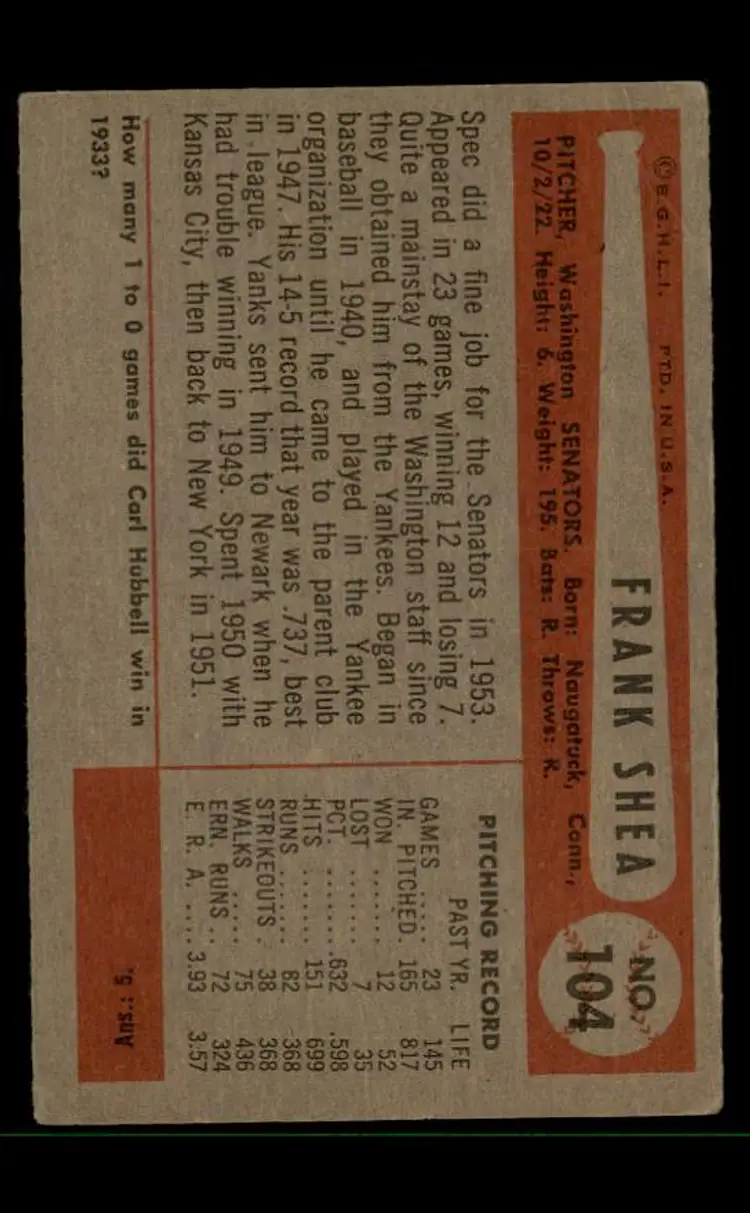 © B.G.H.L.I. PTD. IN U.S.A.
FRANK SHEA
NO.
104
PITCHER, Washington SENATORS. Born: Naugatuck, Conn.,
10/2/22. Height: 6. Weight: 195. Bats: R. Throws: R.
Spec did a fine job for the Senators in 1953.
Appeared in 23 games, winning 12 and losing 7.
Quite a mainstay of the Washington staff since
they obtained him from the Yankees. Began in
baseball in 1940, and played in the Yankee
organization until he came to the parent club
in 1947. His 14-5 record that year was .737, best
in league. Yanks sent him to Newark when he
had trouble winning in 1949. Spent 1950 with
Kansas City, then back to New York in 1951.
PITCHING RECORD
PAST YR. LIFE
GAMES ..... 23 145
IN. PITCHED. 165 817
WON ....... 12 52
LOST ....... 7 35
PCT. ....... .632 .598
HITS ....... 151 699
RUNS ....... 82 368
STRIKEOUTS . 38 368
WALKS ..... 75 436
ERN. RUNS .. 72 324
E. R. A. .... 3.93 3.57
How many 1 to 0 games did Carl Hubbell win in
1933?
Ans.: 5.